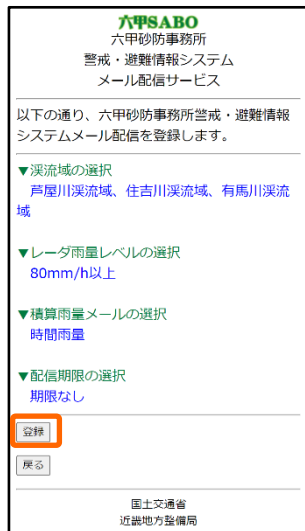 六甲SABO
六甲砂防事務所
警戒・避難情報システム
メール配信サービス
以下の通り、六甲砂防事務所警戒・避難情報
システムメール配信を登録します。
▼渓流域の選択
芦屋川渓流域、住吉川渓流域、有馬川渓流
域
▼レーダ雨量レベルの選択
80mm/h以上
▼積算雨量メールの選択
時間雨量
▼配信期限の選択
期限なし
登録
戻る
国土交通省
近畿地方整備局